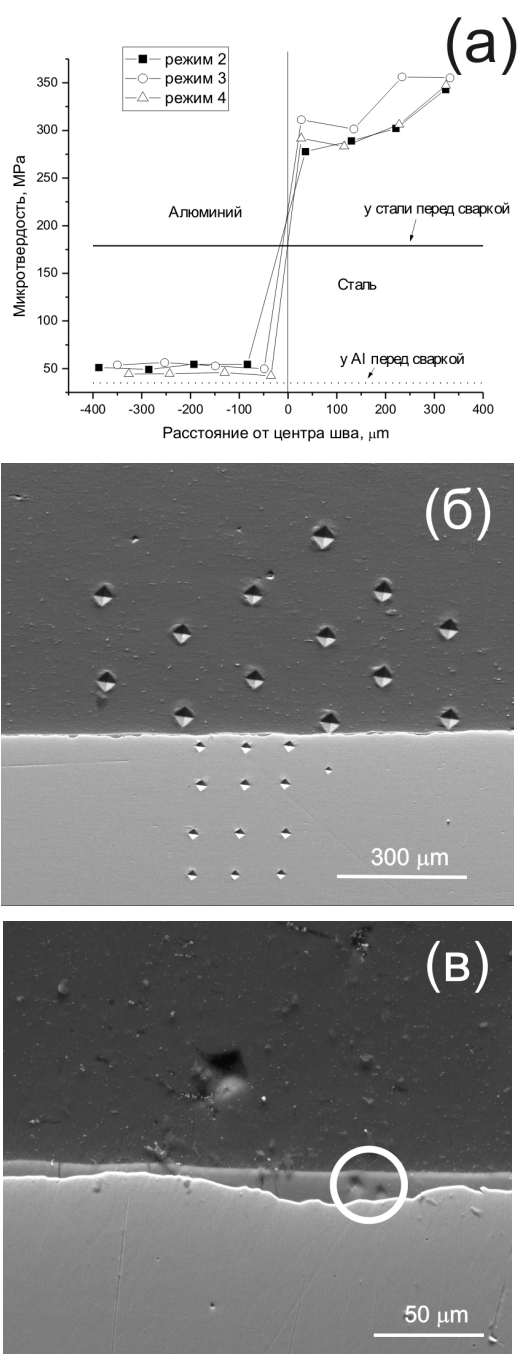 (а)
режим 2
режим 3
режим 4
Микротвердость, МРа
350
300
250
200
150
100
50
Алюминий
у стали перед сваркой
Сталь
у Al перед сваркой
-400 -300 -200 -100 0 100 200 300 400
Расстояние от центра шва, μm
(б)
300 μm
(в)
50 μm